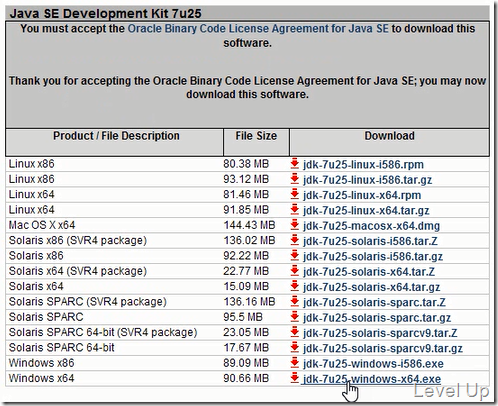 Java SE Development Kit 7u25
You must accept the Oracle Binary Code License Agreement for Java SE to download this
software.
Thank you for accepting the Oracle Binary Code License Agreement for Java SE; you may now
download this software.
Product / File Description File Size Download
Linux x86 80.38 MB jdk-7u25-linux-i586.rpm
Linux x86 93.12 MB jdk-7u25-linux-i586.tar.gz
Linux x64 81.46 MB jdk-7u25-linux-x64.rpm
Linux x64 91.85 MB jdk-7u25-linux-x64.tar.gz
Mac OS X x64 144.43 MB jdk-7u25-macosx-x64.dmg
Solaris x86 (SVR4 package) 136.02 MB jdk-7u25-solaris-i586.tar.Z
Solaris x86 92.22 MB jdk-7u25-solaris-i586.tar.gz
Solaris x64 (SVR4 package) 22.77 MB jdk-7u25-solaris-x64.tar.Z
Solaris x64 15.09 MB jdk-7u25-solaris-x64.tar.gz
Solaris SPARC (SVR4 package) 136.16 MB jdk-7u25-solaris-sparc.tar.Z
Solaris SPARC 95.5 MB jdk-7u25-solaris-sparc.tar.gz
Solaris SPARC 64-bit (SVR4 package) 23.05 MB jdk-7u25-solaris-sparcv9.tar.Z
Solaris SPARC 64-bit 17.67 MB jdk-7u25-solaris-sparcv9.tar.gz
Windows x86 89.09 MB jdk-7u25-windows-i586.exe
Windows x64 90.66 MB jdk-7u25-windows-x64.exe
Level Up